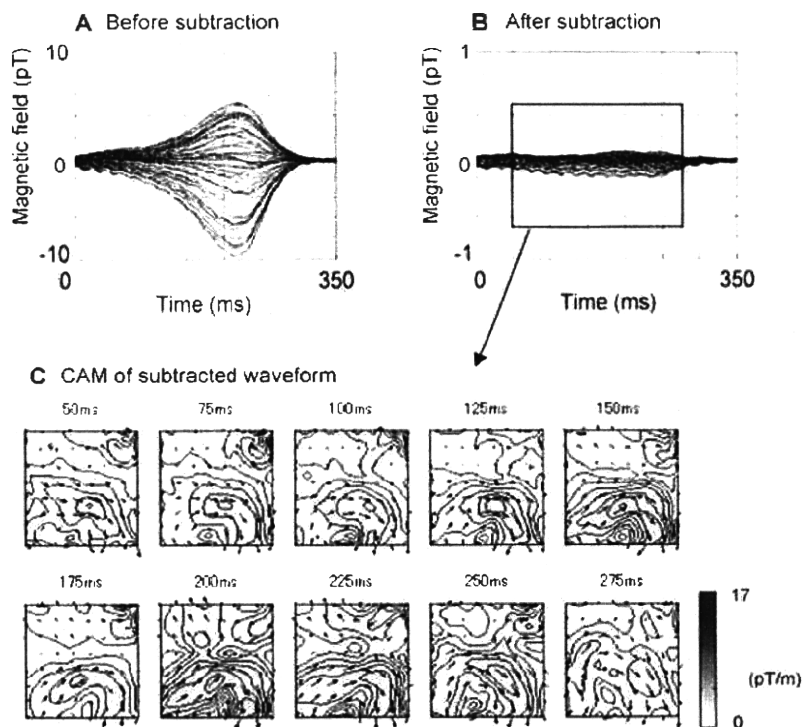 A Before subtraction
10
Magnetic field (pT)
0
-10
0
350
Time (ms)
B After subtraction
1
Magnetic field (pT)
0
-1
0
350
Time (ms)
C CAM of subtracted waveform
50ms 75ms 100ms 125ms 150ms
175ms 200ms 225ms 250ms 275ms
17
(pT/m)
0